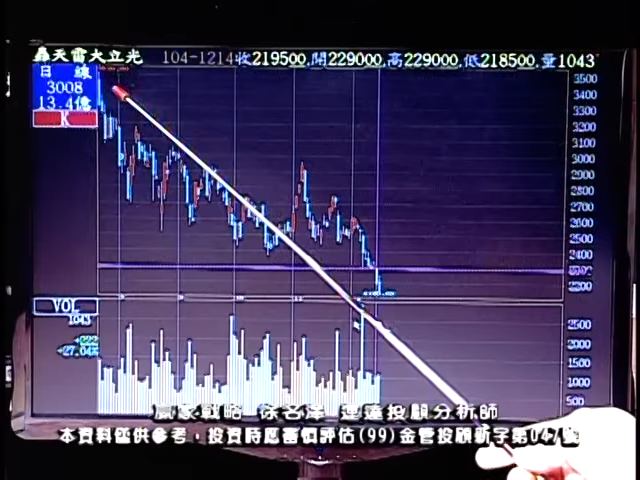 轟天雷大立光 104-1214收219500,開229000,高229000,低218500,量1043
日 線
3008
13.4億
K
3500
3400
3300
3200
3100
3000
2900
2800
2700
2600
2500
2400
2200
VOL
1043
2500
2000
1500
1000
500
贏家戰略 徐名澤 運達投顧分析師
本資料僅供參考，投資時應審慎評估(99)金管投顧新字第047號